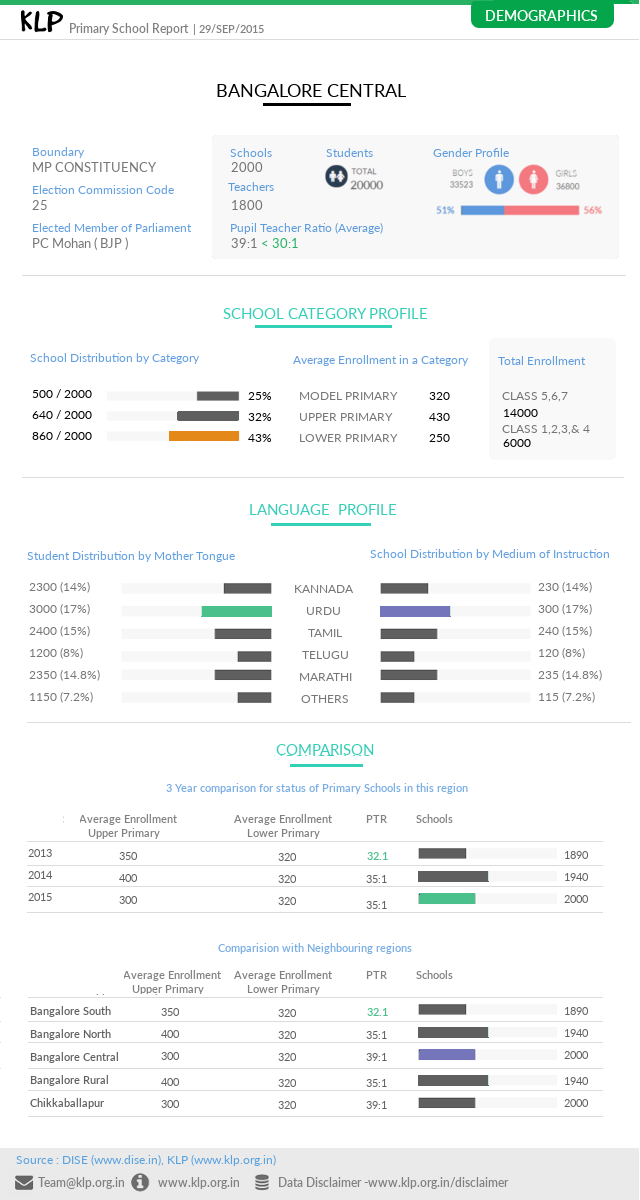 KLP Primary School Report | 29/SEP/2015
DEMOGRAPHICS
BANGALORE CENTRAL
Boundary
MP CONSTITUENCY
Election Commission Code
25
Elected Member of Parliament
PC Mohan ( BJP )
Schools
2000
Teachers
1800
Pupil Teacher Ratio (Average)
39:1 < 30:1
Students
TOTAL
20000
Gender Profile
BOYS
33523
GIRLS
36800
51% 56%
SCHOOL CATEGORY PROFILE
School Distribution by Category
500 / 2000 25%
640 / 2000 32%
860 / 2000 43%
Average Enrollment in a Category
MODEL PRIMARY 320
UPPER PRIMARY 430
LOWER PRIMARY 250
Total Enrollment
CLASS 5,6,7
14000
CLASS 1,2,3,& 4
6000
LANGUAGE PROFILE
Student Distribution by Mother Tongue School Distribution by Medium of Instruction
2300 (14%) KANNADA 230 (14%)
3000 (17%) URDU 300 (17%)
2400 (15%) TAMIL 240 (15%)
1200 (8%) TELUGU 120 (8%)
2350 (14.8%) MARATHI 235 (14.8%)
1150 (7.2%) OTHERS 115 (7.2%)
COMPARISON
3 Year comparison for status of Primary Schools in this region
Average Enrollment Average Enrollment PTR Schools
Upper Primary Lower Primary
2013 350 320 32.1 1890
2014 400 320 35:1 1940
2015 300 320 35:1 2000
Comparision with Neighbouring regions
Average Enrollment Average Enrollment PTR Schools
Upper Primary Lower Primary
Bangalore South 350 320 32.1 1890
Bangalore North 400 320 35:1 1940
Bangalore Central 300 320 39:1 2000
Bangalore Rural 400 320 35:1 1940
Chikkaballapur 300 320 39:1 2000
Source : DISE (www.dise.in), KLP (www.klp.org.in)
Team@klp.org.in www.klp.org.in Data Disclaimer -www.klp.org.in/disclaimer